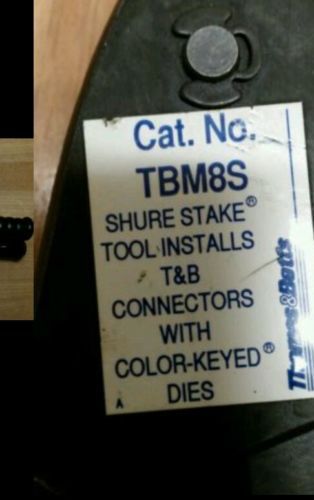 Cat. No.
TBM8S
SHURE STAKE®
TOOL INSTALLS
T&B
CONNECTORS
WITH
COLOR-KEYED®
DIES
A
Thomas&Betts